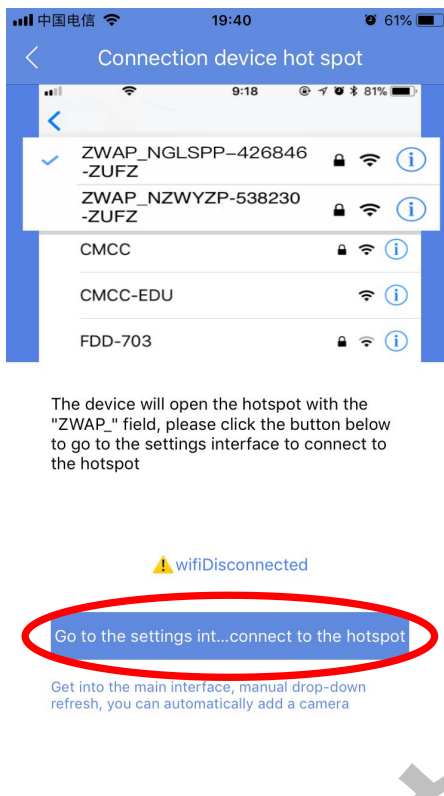 中国电信 19:40 61%
Connection device hot spot
9:18 81%
ZWAP_NGLSPP–426846
-ZUFZ
ZWAP_NZWYZP-538230
-ZUFZ
CMCC
CMCC-EDU
FDD-703
The device will open the hotspot with the
"ZWAP_" field, please click the button below
to go to the settings interface to connect to
the hotspot
wifiDisconnected
Go to the settings int...connect to the hotspot
Get into the main interface, manual drop-down
refresh, you can automatically add a camera